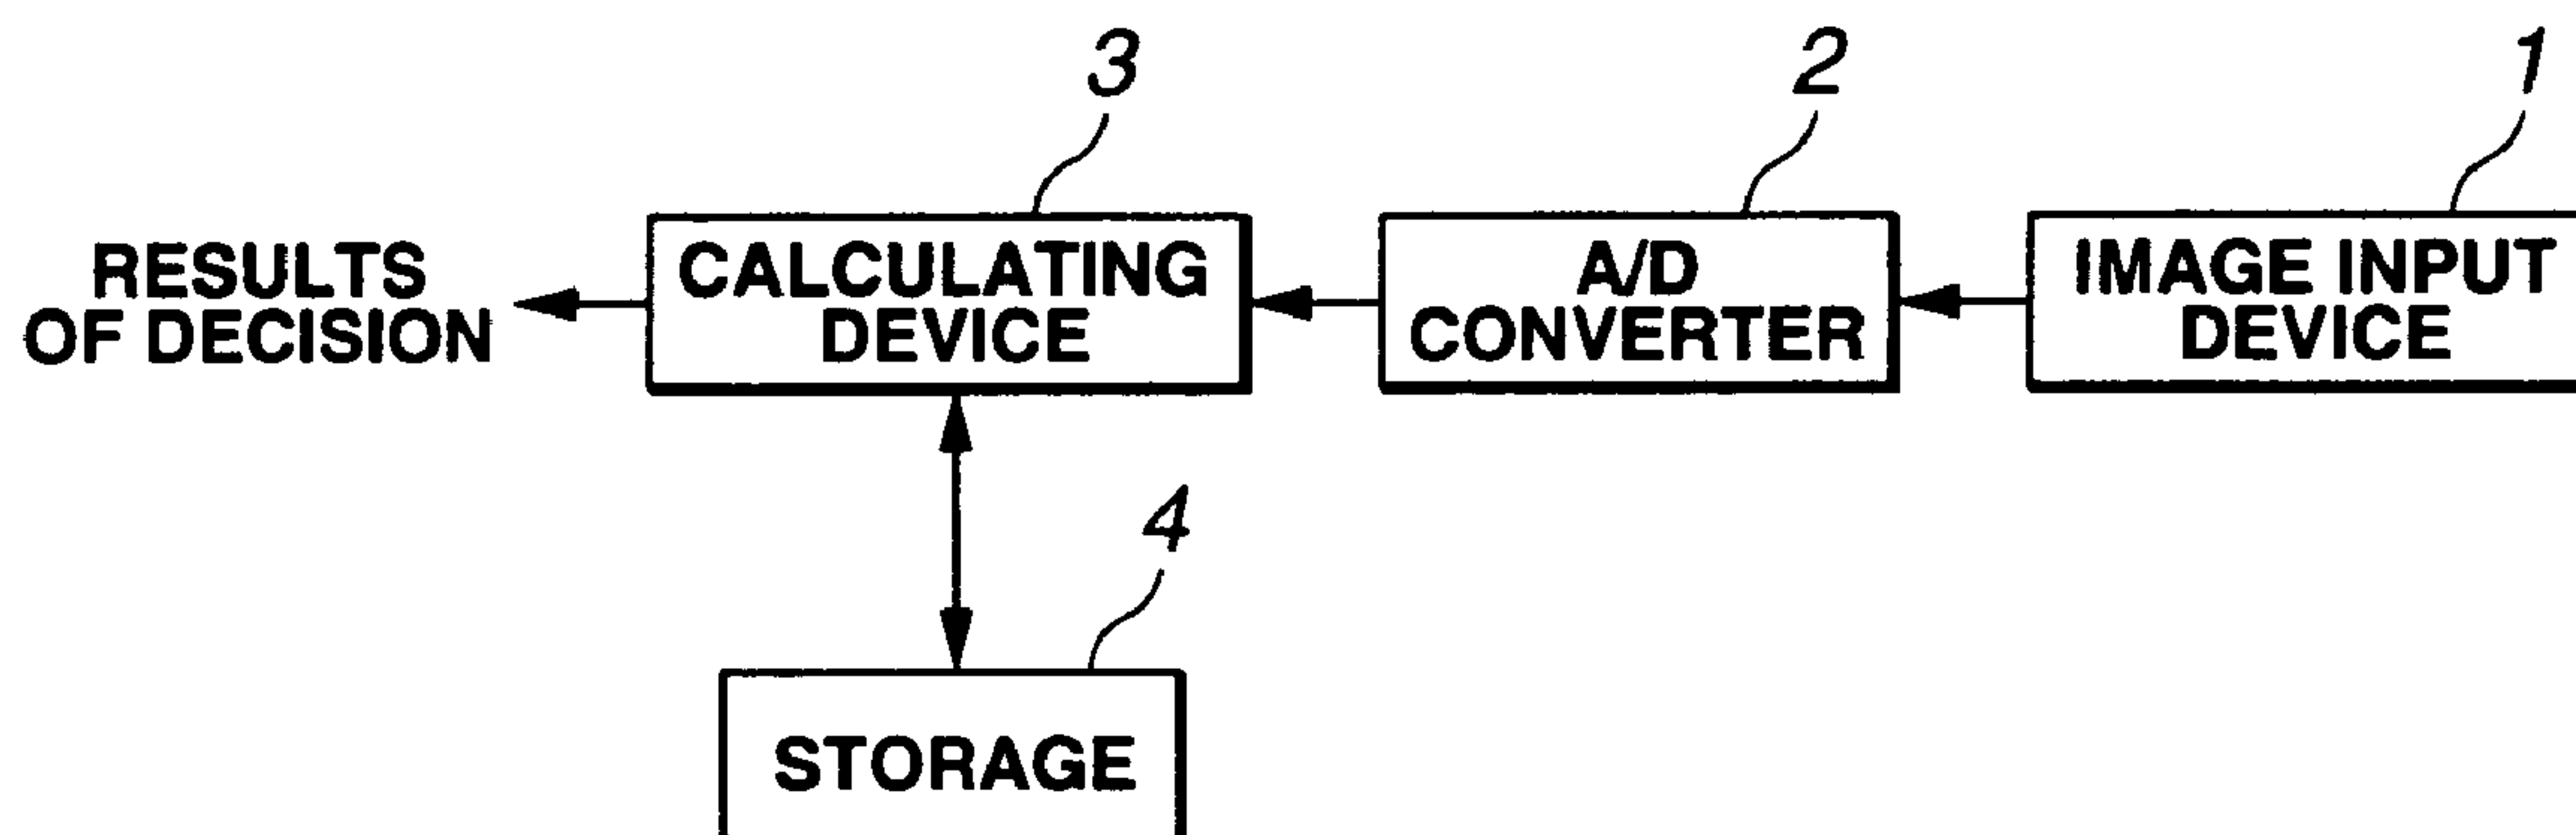 3
2
1
RESULTS
OF DECISION
CALCULATING
DEVICE
A/D
CONVERTER
IMAGE INPUT
DEVICE
4
STORAGE